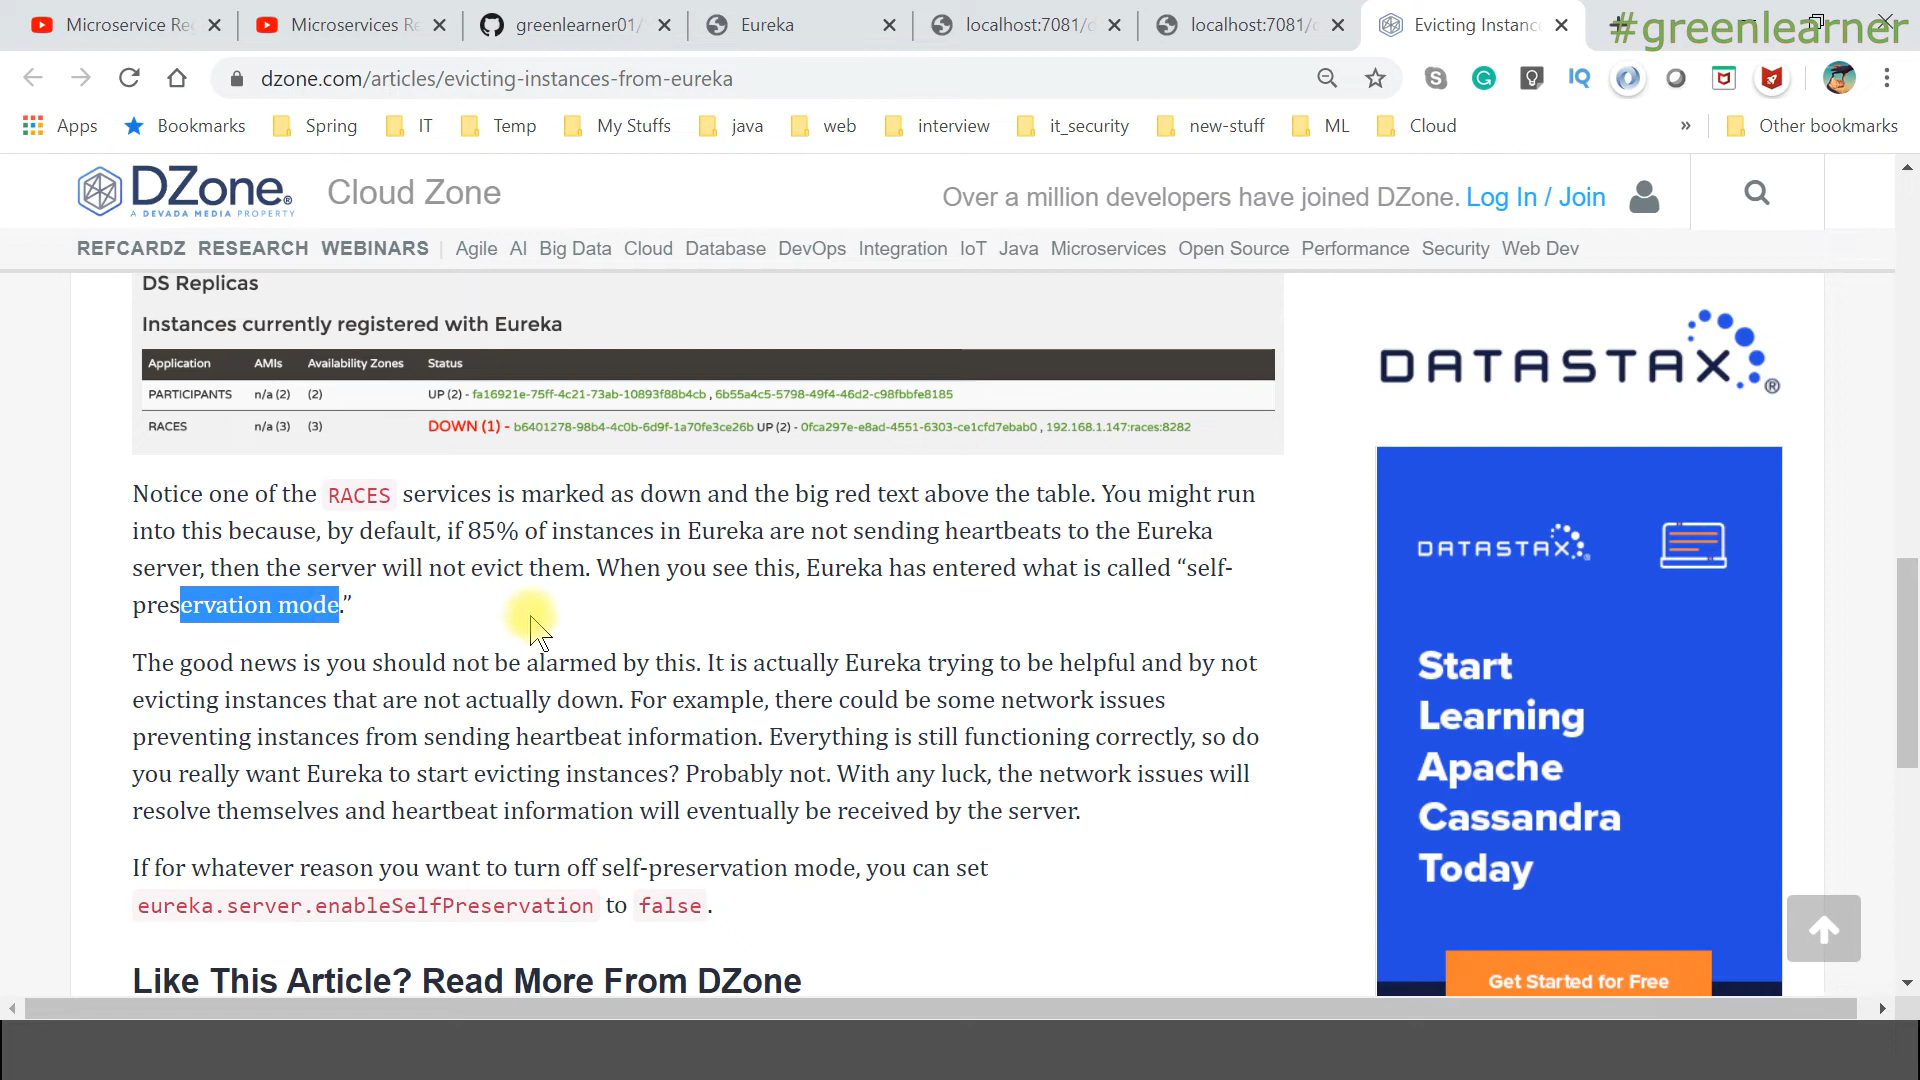 Microservice Re
Microservices Re
greenlearner01/
Eureka
localhost:7081/
localhost:7081/
Evicting Instanc
#greenlearner
dzone.com/articles/evicting-instances-from-eureka
Apps
Bookmarks
Spring
IT
Temp
My Stuffs
java
web
interview
it_security
new-stuff
ML
Cloud
»
Other bookmarks
DZone.
A DEVADA MEDIA PROPERTY
Cloud Zone
Over a million developers have joined DZone. Log In / Join
REFCARDZ RESEARCH WEBINARS | Agile AI Big Data Cloud Database DevOps Integration IoT Java Microservices Open Source Performance Security Web Dev
DS Replicas
Instances currently registered with Eureka
Application AMIs Availability Zones Status
PARTICIPANTS n/a (2) (2) UP (2) - fa16921e-75ff-4c21-73ab-10893f88b4cb , 6b55a4c5-5798-49f4-46d2-c98fbbfe8185
RACES n/a (3) (3) DOWN (1) - b6401278-98b4-4c0b-6d9f-1a70fe3ce26b UP (2) - 0fca297e-e8ad-4551-6303-ce1cfd7ebab0 , 192.168.1.147:races:8282
Notice one of the RACES services is marked as down and the big red text above the table. You might run
into this because, by default, if 85% of instances in Eureka are not sending heartbeats to the Eureka
server, then the server will not evict them. When you see this, Eureka has entered what is called “self-
preservation mode.”
The good news is you should not be alarmed by this. It is actually Eureka trying to be helpful and by not
evicting instances that are not actually down. For example, there could be some network issues
preventing instances from sending heartbeat information. Everything is still functioning correctly, so do
you really want Eureka to start evicting instances? Probably not. With any luck, the network issues will
resolve themselves and heartbeat information will eventually be received by the server.
If for whatever reason you want to turn off self-preservation mode, you can set
eureka.server.enableSelfPreservation to false.
Like This Article? Read More From DZone
DATASTAX®
DATASTAX
Start
Learning
Apache
Cassandra
Today
Get Started for Free